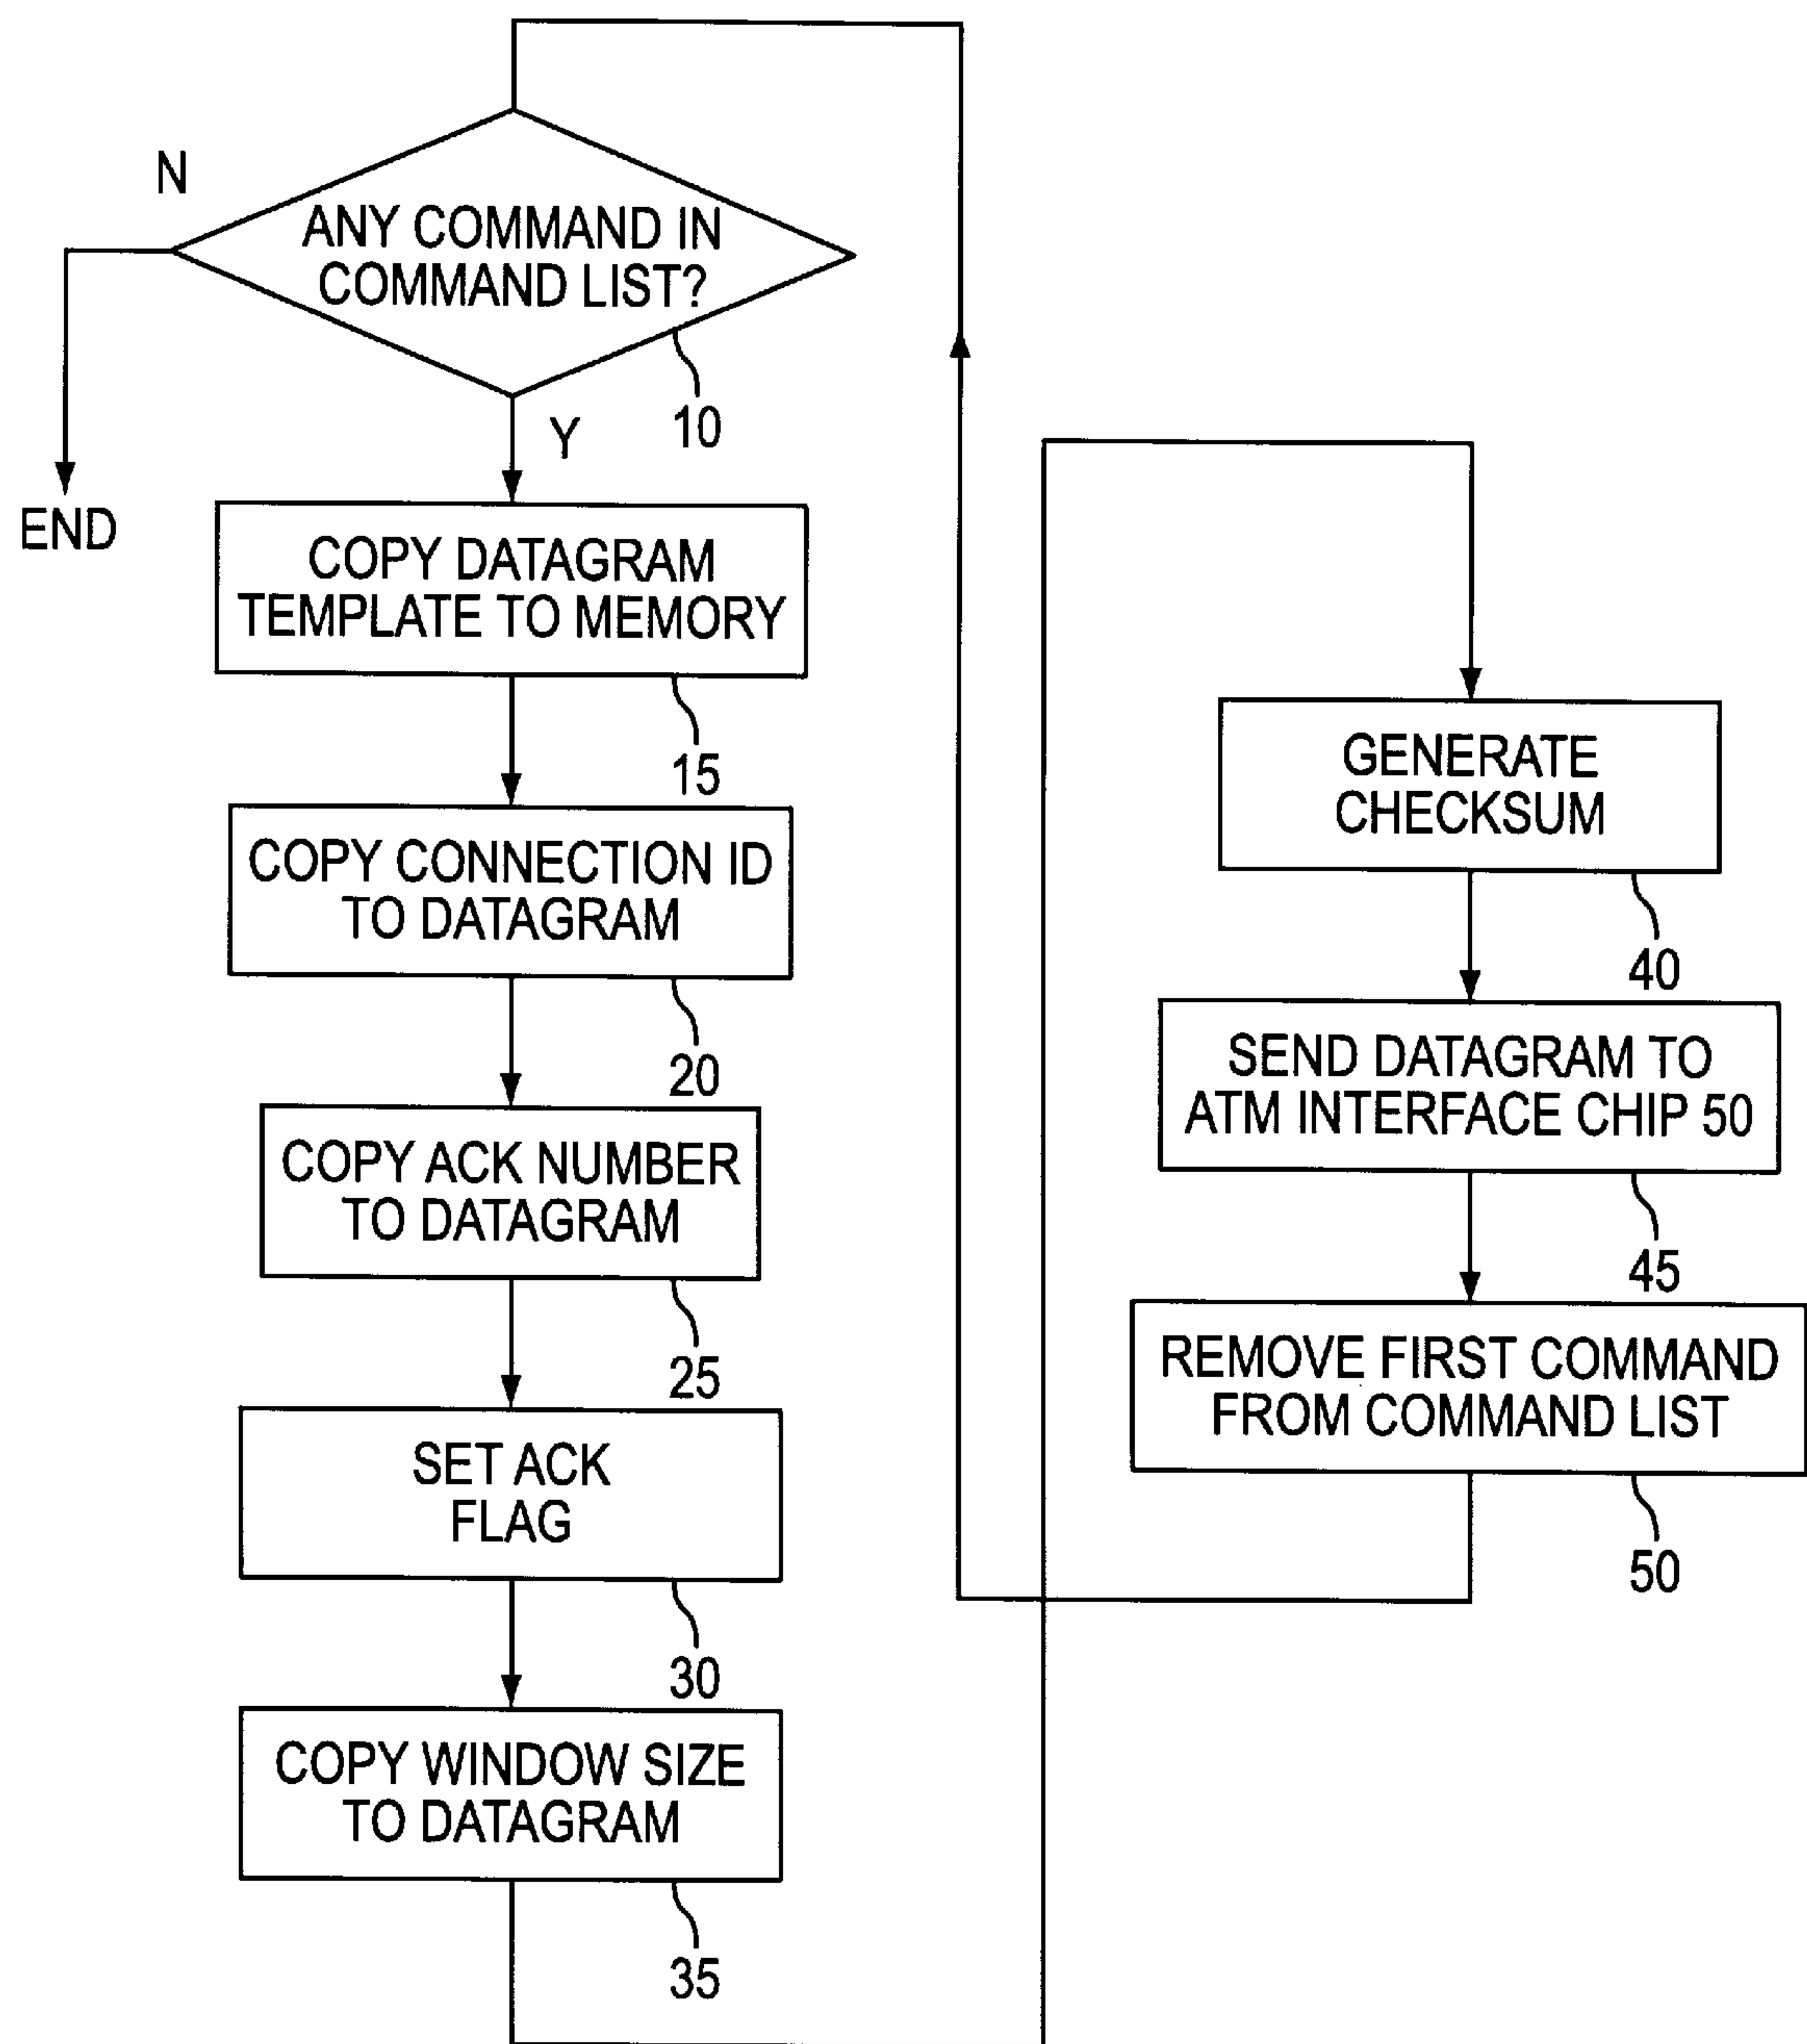 N
ANY COMMAND IN
COMMAND LIST?
10
Y
END
COPY DATAGRAM
TEMPLATE TO MEMORY
15
COPY CONNECTION ID
TO DATAGRAM
20
COPY ACK NUMBER
TO DATAGRAM
25
SET ACK
FLAG
30
COPY WINDOW SIZE
TO DATAGRAM
35
GENERATE
CHECKSUM
40
SEND DATAGRAM TO
ATM INTERFACE CHIP 50
45
REMOVE FIRST COMMAND
FROM COMMAND LIST
50